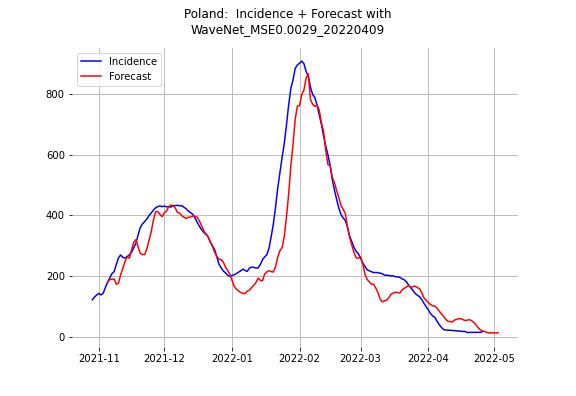 Poland:  Incidence + Forecast with
WaveNet_MSE0.0029_20220409
Incidence
Forecast
800
600
400
200
0
2021-11 2021-12 2022-01 2022-02 2022-03 2022-04 2022-05